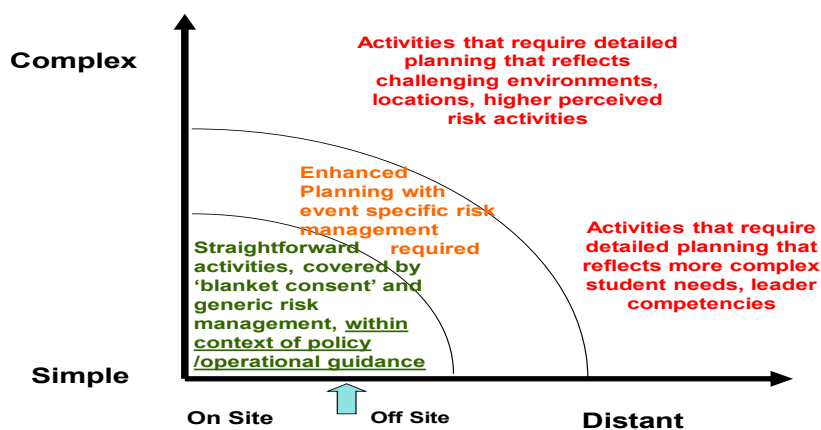 Complex
Activities that require detailed
planning that reflects
challenging environments,
locations, higher perceived
risk activities
Enhanced
Planning with
event specific risk
management
required
Straightforward
activities, covered by
‘blanket consent’ and
generic risk
management, within
context of policy
/operational guidance
Activities that require
detailed planning that
reflects more complex
student needs, leader
competencies
Simple
On Site
Off Site
Distant